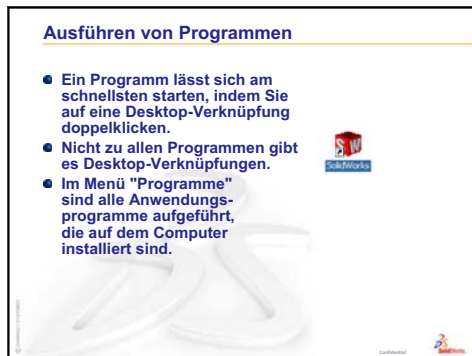 Ausführen von Programmen
Ein Programm lässt sich am
schnellsten starten, indem Sie
auf eine Desktop-Verknüpfung
doppelklicken.
Nicht zu allen Programmen gibt
es Desktop-Verknüpfungen.
Im Menü "Programme"
sind alle Anwendungs-
programme aufgeführt,
die auf dem Computer
installiert sind.
SolidWorks
Confidential
SolidWorks